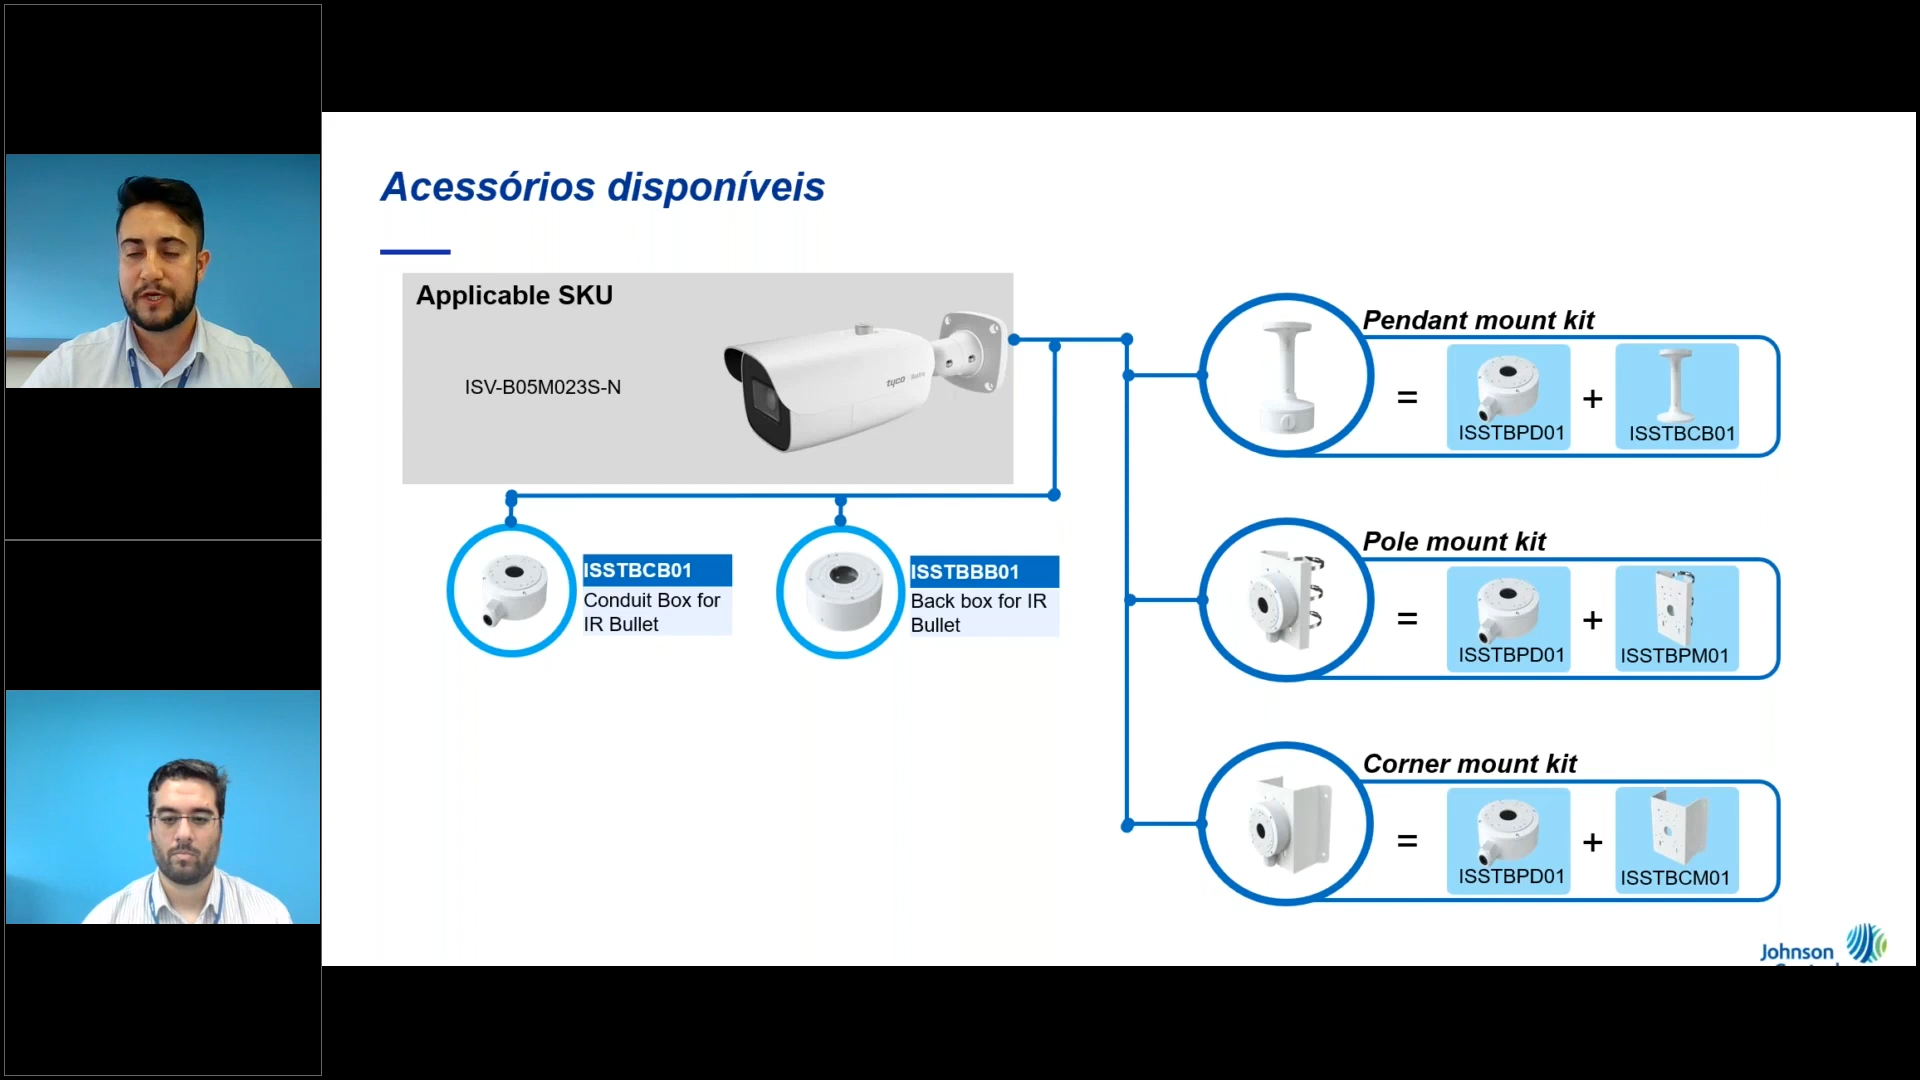 Acessórios disponíveis
Applicable SKU
ISV-B05M023S-N
tyco
ISSTBCB01
Conduit Box for
IR Bullet
ISSTBBB01
Back box for IR
Bullet
Pendant mount kit
=
ISSTBPD01
+
ISSTBCB01
Pole mount kit
=
ISSTBPD01
+
ISSTBPM01
Corner mount kit
=
ISSTBPD01
+
ISSTBCM01
Johnson